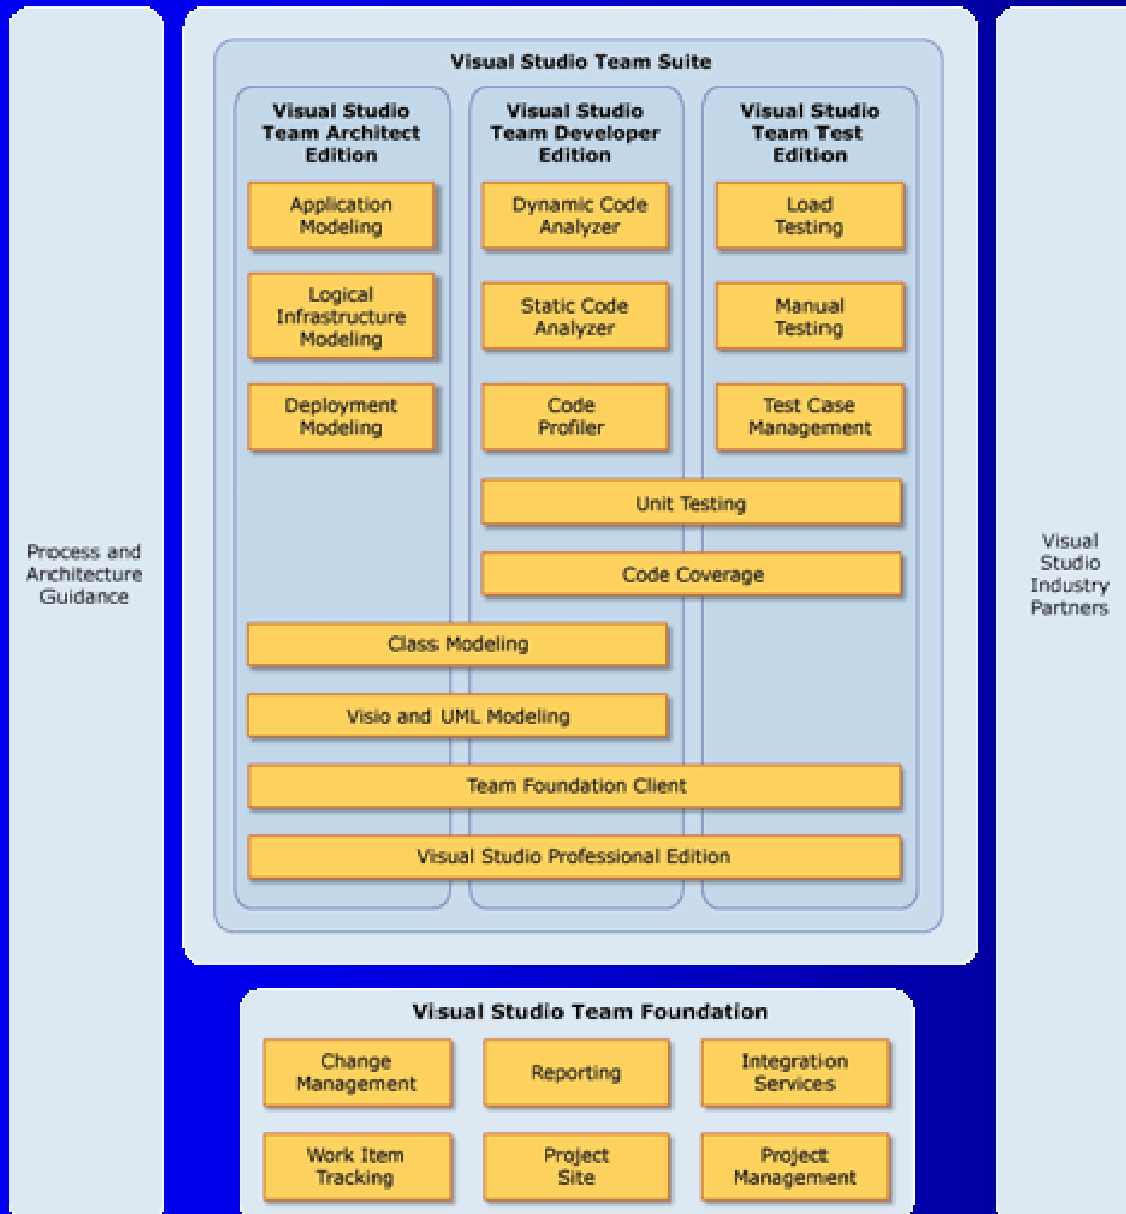 Visual Studio Team Suite
Visual Studio
Team Architect
Edition
Visual Studio
Team Developer
Edition
Visual Studio
Team Test
Edition
Application
Modeling
Dynamic Code
Analyzer
Load
Testing
Logical
Infrastructure
Modeling
Static Code
Analyzer
Manual
Testing
Deployment
Modeling
Code
Profiler
Test Case
Management
Unit Testing
Code Coverage
Class Modeling
Visio and UML Modeling
Team Foundation Client
Visual Studio Professional Edition
Process and
Architecture
Guidance
Visual
Studio
Industry
Partners
Visual Studio Team Foundation
Change
Management
Reporting
Integration
Services
Work Item
Tracking
Project
Site
Project
Management